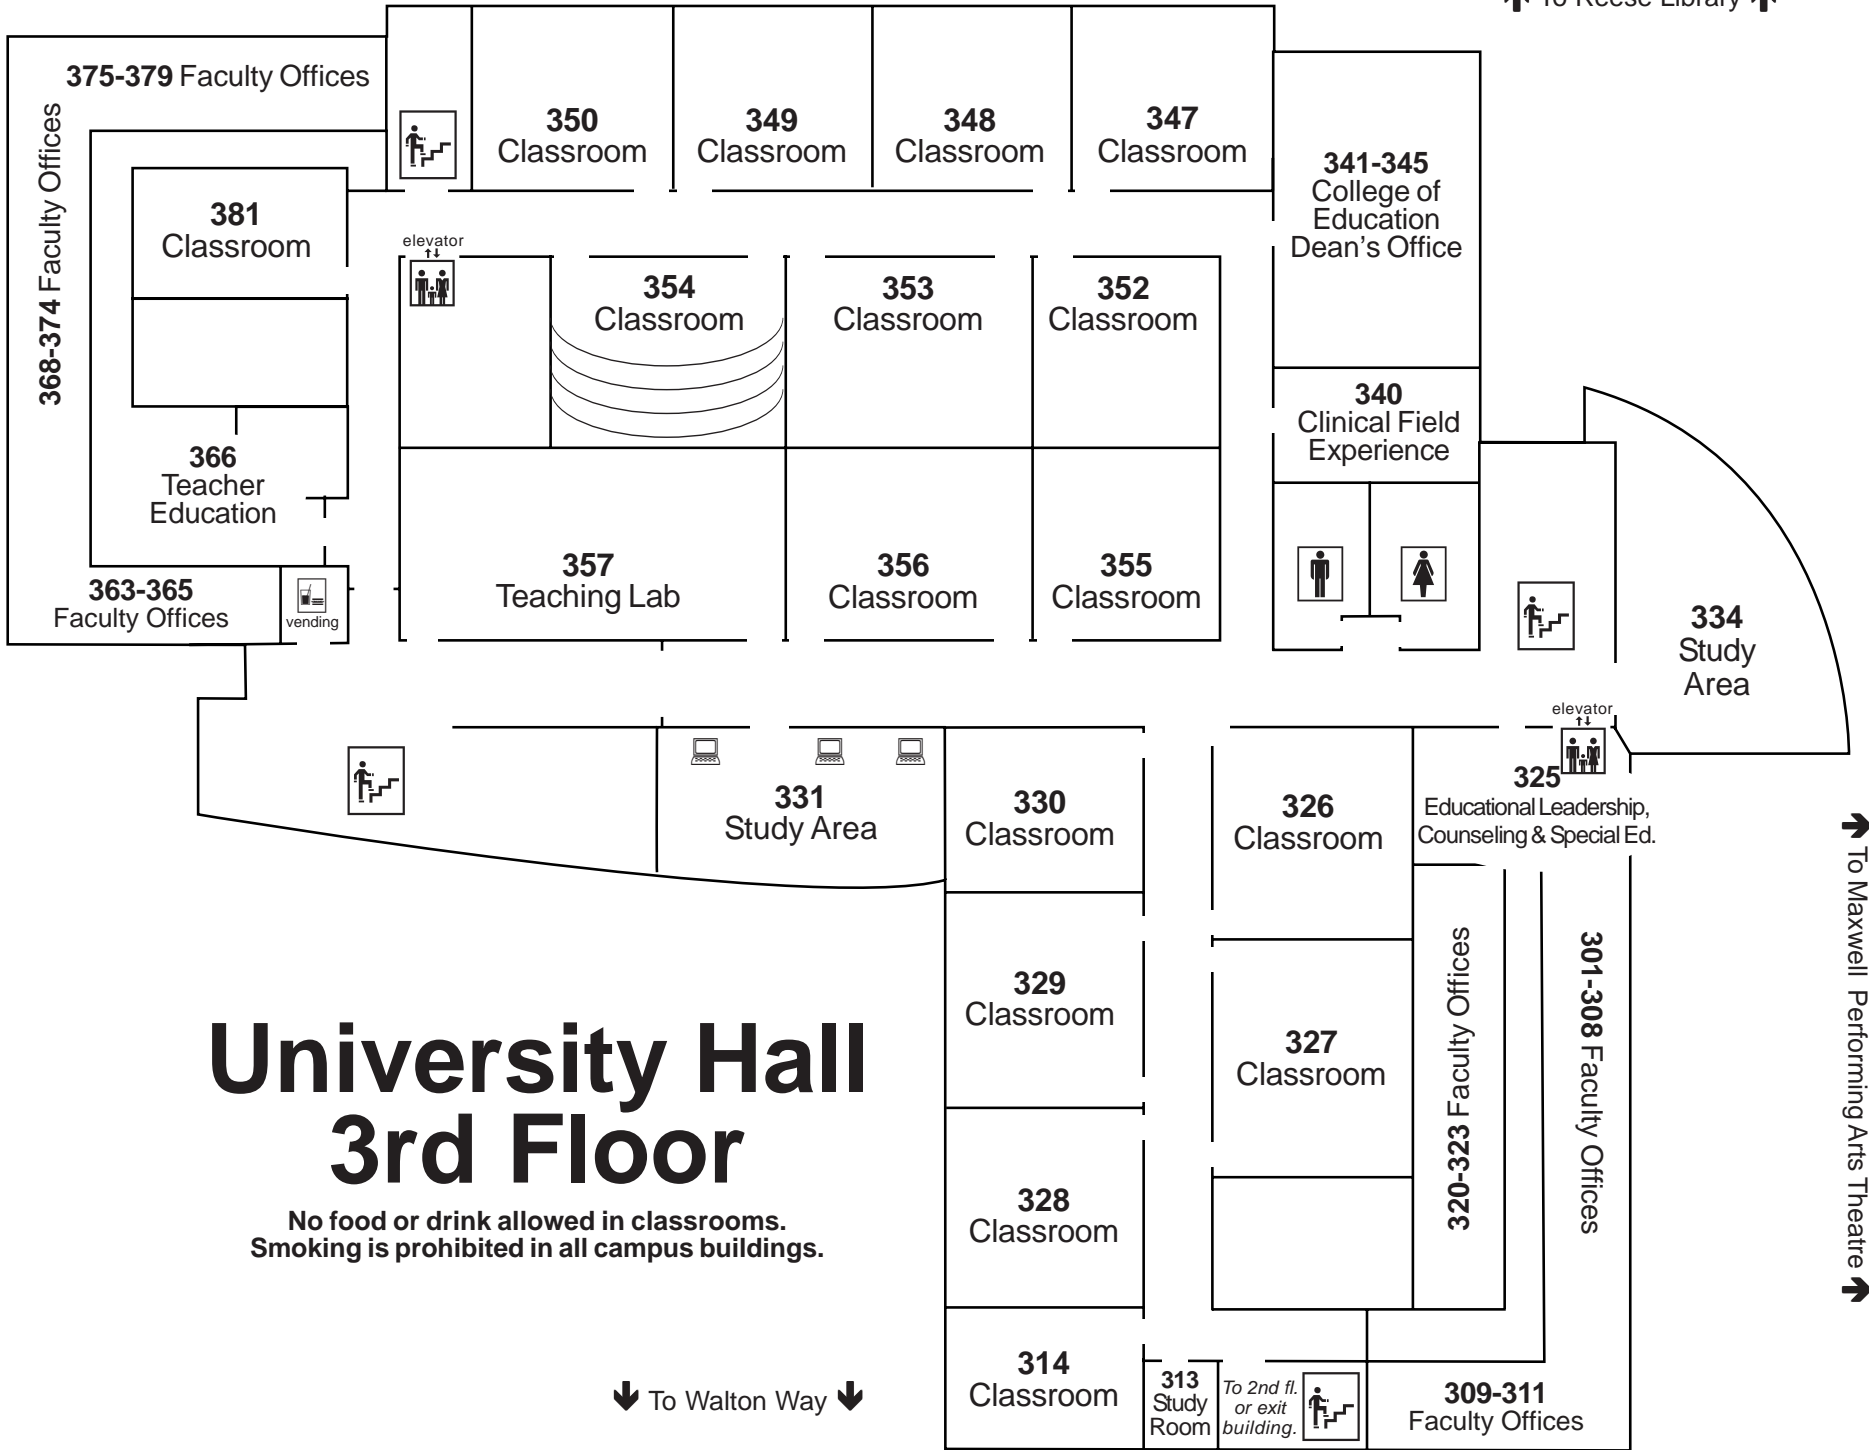 To Reese Library
375-379 Faculty Offices
368-374 Faculty Offices
350
Classroom
349
Classroom
348
Classroom
347
Classroom
341-345
College of
Education
Dean's Office
381
Classroom
elevator
354
Classroom
353
Classroom
352
Classroom
340
Clinical Field
Experience
366
Teacher
Education
357
Teaching Lab
356
Classroom
355
Classroom
363-365
Faculty Offices
vending
334
Study
Area
elevator
325
Educational Leadership,
Counseling & Special Ed.
331
Study Area
330
Classroom
326
Classroom
To Maxwell Performing Arts Theatre
329
Classroom
327
Classroom
320-323 Faculty Offices
301-308 Faculty Offices
University Hall
3rd Floor
No food or drink allowed in classrooms.
Smoking is prohibited in all campus buildings.
328
Classroom
314
Classroom
313
Study
Room
To 2nd fl.
or exit
building.
309-311
Faculty Offices
To Walton Way